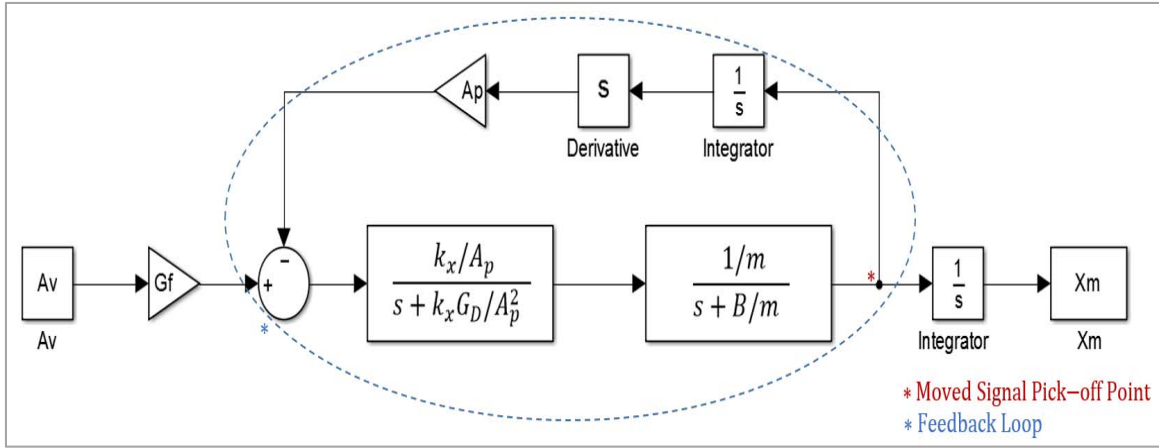 Ap
S
1
s
Derivative
Integrator
Av
Gf
−
+
k_x/A_p
s + k_xG_D/A_p^2
1/m
s + B/m
*
1
s
Xm
Av
*
Integrator
Xm
* Moved Signal Pick−off Point
* Feedback Loop